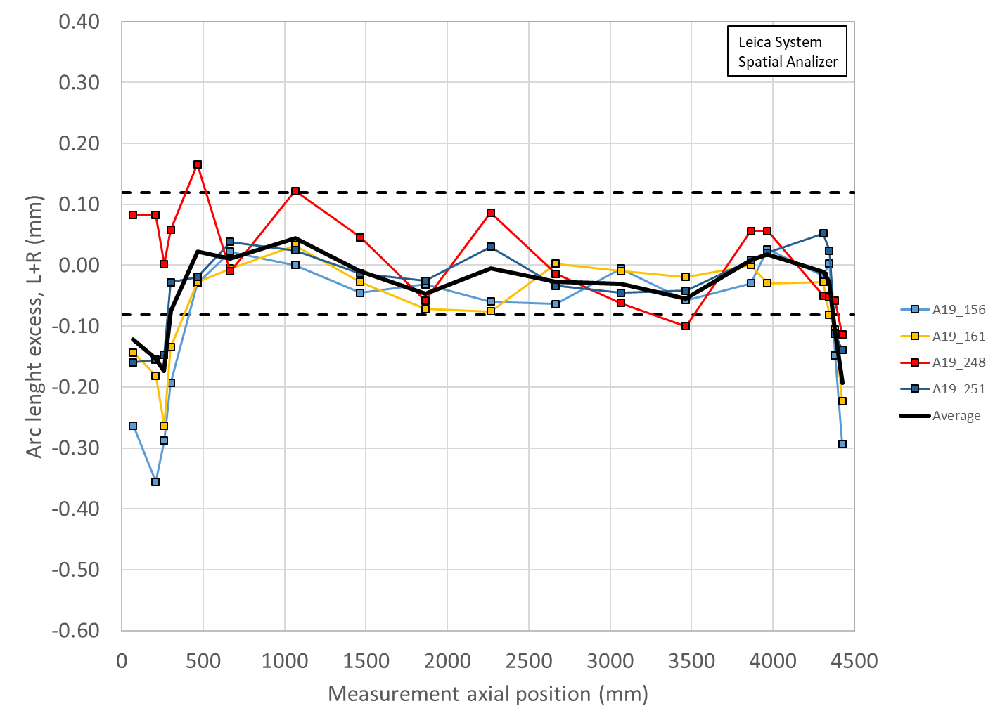 0.40
0.30
0.20
0.10
0.00
-0.10
-0.20
-0.30
-0.40
-0.50
-0.60
Arc lenght excess, L+R (mm)
Leica System
Spatial Analizer
A19_156
A19_161
A19_248
A19_251
Average
0 500 1000 1500 2000 2500 3000 3500 4000 4500
Measurement axial position (mm)